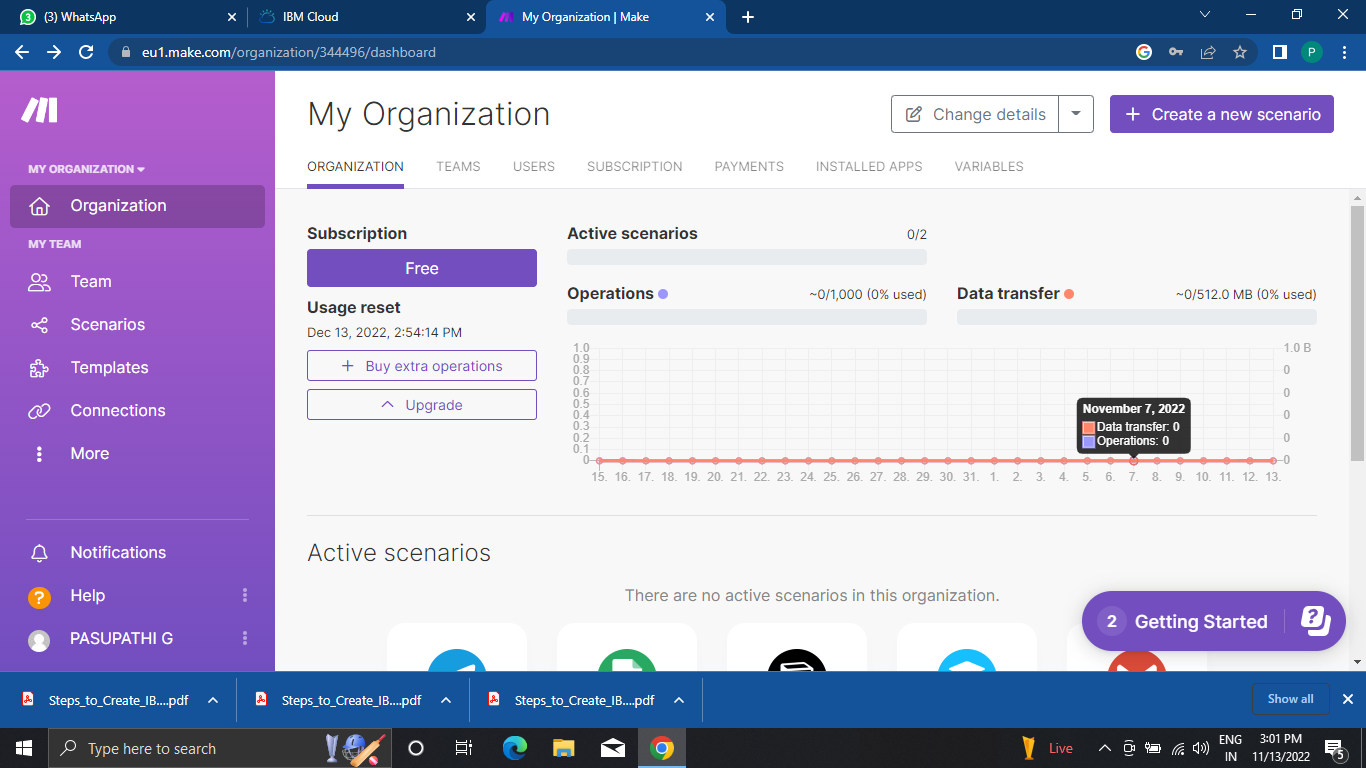 (3) WhatsApp
IBM Cloud
My Organization | Make
eu1.make.com/organization/344496/dashboard
P
MY ORGANIZATION
Organization
MY TEAM
Team
Scenarios
Templates
Connections
More
Notifications
Help
PASUPATHI G
My Organization
Change details
Create a new scenario
ORGANIZATION TEAMS USERS SUBSCRIPTION PAYMENTS INSTALLED APPS VARIABLES
Subscription
Free
Usage reset
Dec 13, 2022, 2:54:14 PM
Buy extra operations
Upgrade
Active scenarios 0/2
Operations ~0/1,000 (0% used)
Data transfer ~0/512.0 MB (0% used)
1.0 1.0 B
0.9
0.8 0
0.7
0.6 0
0.5
0.4 0
0.3
0.2 0
0.1
0 0
November 7, 2022
Data transfer: 0
Operations: 0
15. 16. 17. 18. 19. 20. 21. 22. 23. 24. 25. 26. 27. 28. 29. 30. 31. 1. 2. 3. 4. 5. 6. 7. 8. 9. 10. 11. 12. 13.
Active scenarios
There are no active scenarios in this organization.
2 Getting Started
Steps_to_Create_IB....pdf
Steps_to_Create_IB....pdf
Steps_to_Create_IB....pdf
Show all
Type here to search
Live
ENG
IN
3:01 PM
11/13/2022
5